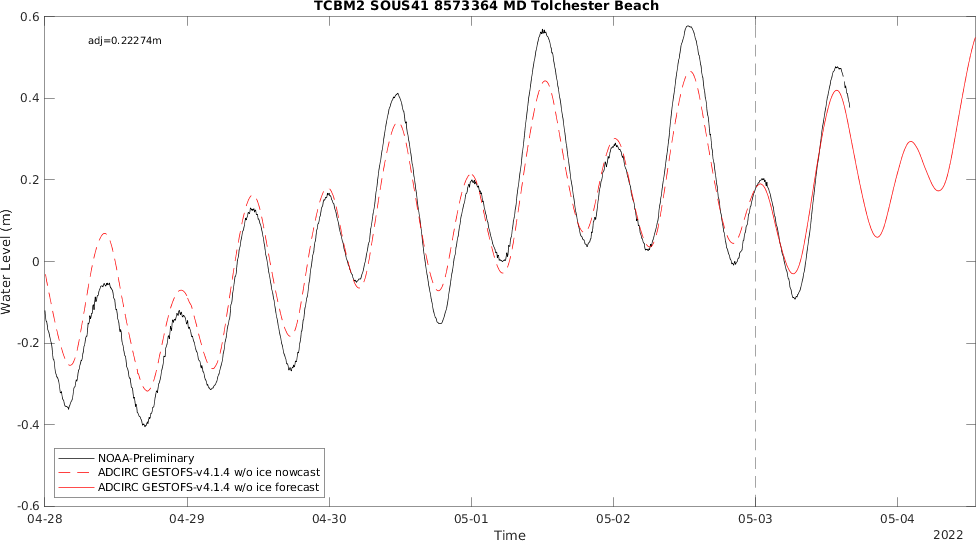 TCBM2 SOUS41 8573364 MD Tolchester Beach
adj=0.22274m
0.6
0.4
0.2
0
-0.2
-0.4
-0.6
Water Level (m)
NOAA-Preliminary
ADCIRC GESTOFS-v4.1.4 w/o ice nowcast
ADCIRC GESTOFS-v4.1.4 w/o ice forecast
04-28 04-29 04-30 05-01 05-02 05-03 05-04
Time
2022